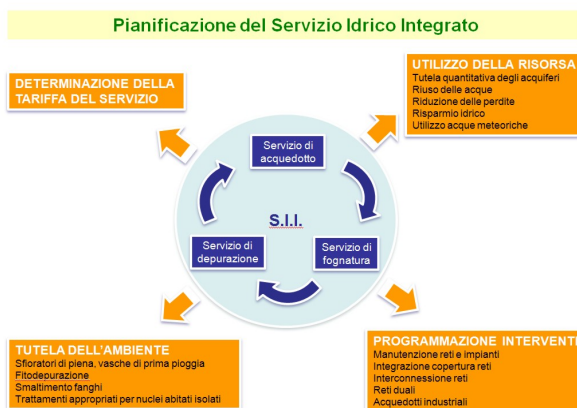 Pianificazione del Servizio Idrico Integrato
DETERMINAZIONE DELLA
TARIFFA DEL SERVIZIO
UTILIZZO DELLA RISORSA
Tutela quantitativa degli acquiferi
Riuso delle acque
Riduzione delle perdite
Risparmio idrico
Utilizzo acque meteoriche
Servizio di
acquedotto
S.I.I.
Servizio di
depurazione
Servizio di
fognatura
TUTELA DELL'AMBIENTE
Sfioratori di piena, vasche di prima pioggia
Fitodepurazione
Smaltimento fanghi
Trattamenti appropriati per nuclei abitati isolati
PROGRAMMAZIONE INTERVENTI
Manutenzione reti e impianti
Integrazione copertura reti
Interconnessione reti
Reti duali
Acquedotti industriali